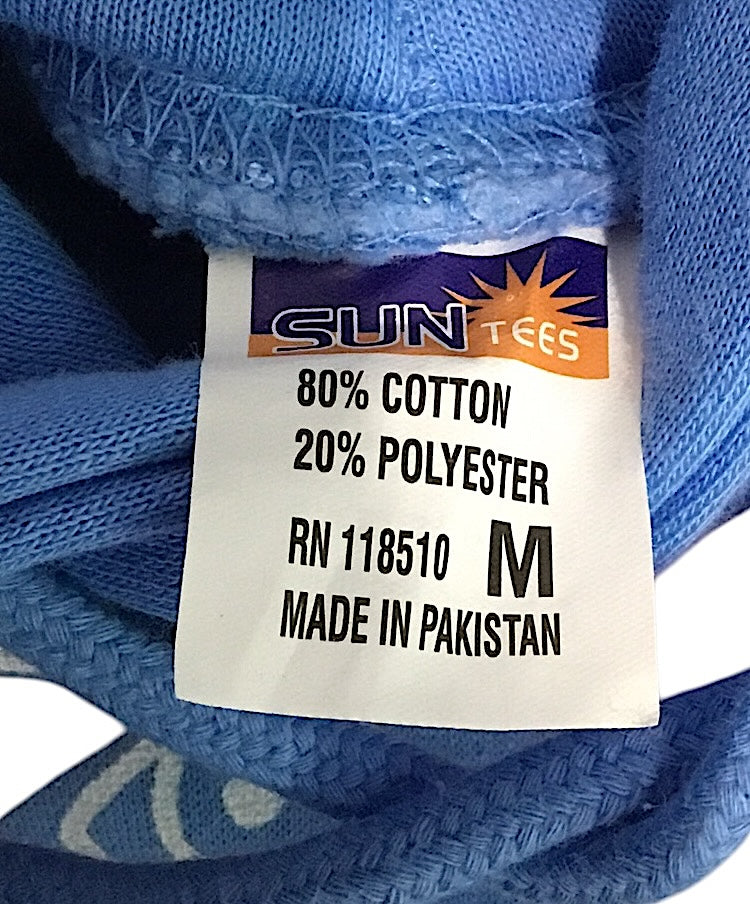 SUN TEES
80% COTTON
20% POLYESTER
RN 118510 M
MADE IN PAKISTAN